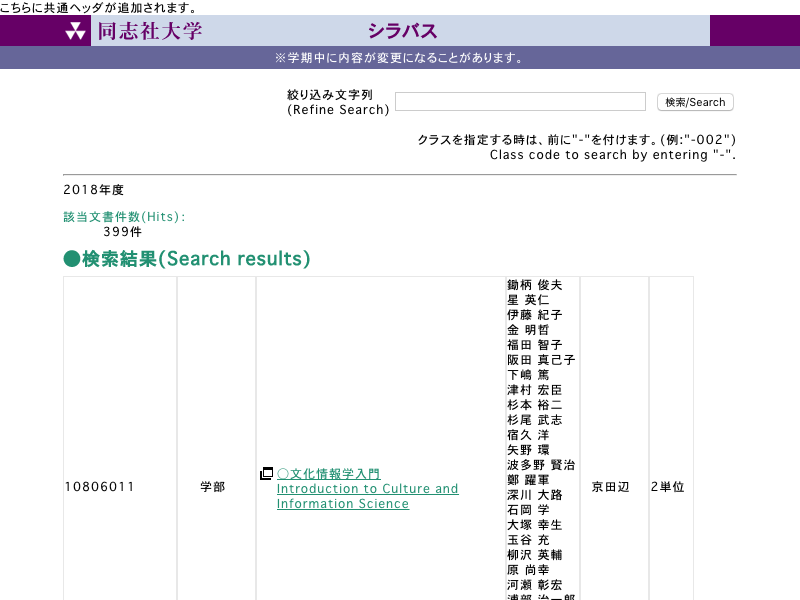 こちらに共通ヘッダが追加されます。
同志社大学
シラバス
※学期中に内容が変更になることがあります。
絞り込み文字列
(Refine Search)
検索/Search
クラスを指定する時は、前に"-"を付けます。(例:"-002")
Class code to search by entering "-".
2018年度
該当文書件数(Hits):
399件
●検索結果(Search results)
10806011
学部
○文化情報学入門
Introduction to Culture and
Information Science
鋤柄 俊夫
星 英仁
伊藤 紀子
金 明哲
福田 智子
阪田 真己子
下嶋 篤
津村 宏臣
杉本 裕二
杉尾 武志
宿久 洋
矢野 環
波多野 賢治
鄭 躍軍
深川 大路
石岡 学
大塚 幸生
玉谷 充
柳沢 英輔
原 尚幸
河瀬 彰宏
浦部 治一郎
京田辺
2単位